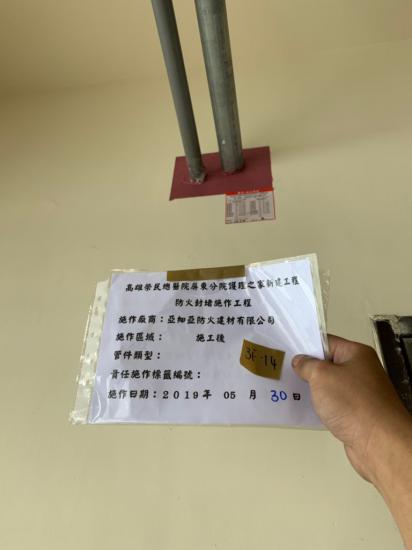 高雄榮民總醫院屏東分院護理之家新建工程
防火封堵施作工程
施作廠商：亞細亞防火建材有限公司
施作區域： 施工後
管件類型：
3F-14
責任施作標籤編號：
施作日期：2019年 05 月 30日